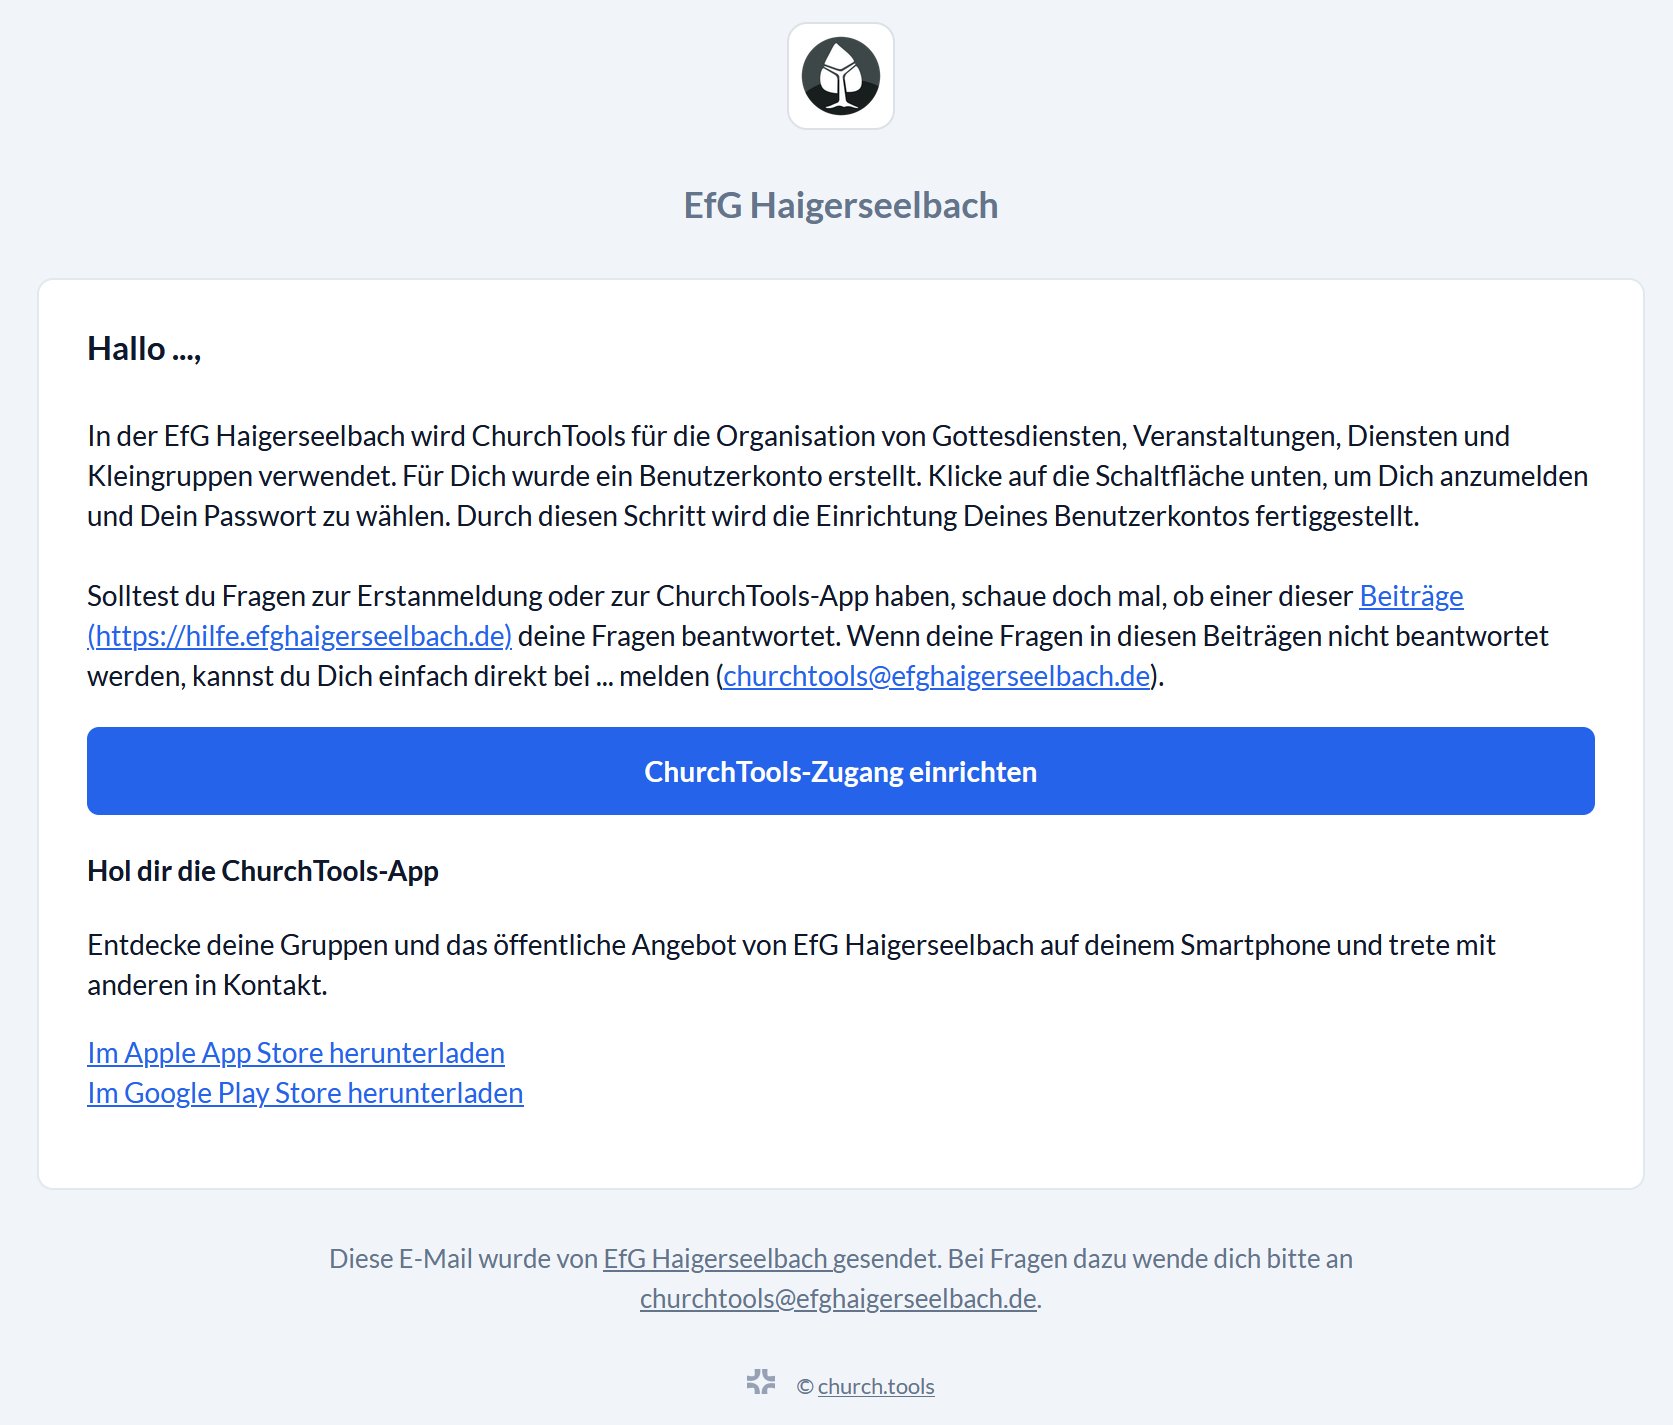 EfG Haigerseelbach
Hallo ...,
In der EfG Haigerseelbach wird ChurchTools für die Organisation von Gottesdiensten, Veranstaltungen, Diensten und
Kleingruppen verwendet. Für Dich wurde ein Benutzerkonto erstellt. Klicke auf die Schaltfläche unten, um Dich anzumelden
und Dein Passwort zu wählen. Durch diesen Schritt wird die Einrichtung Deines Benutzerkontos fertiggestellt.
Solltest du Fragen zur Erstanmeldung oder zur ChurchTools-App haben, schaue doch mal, ob einer dieser Beiträge
(https://hilfe.efghaigerseelbach.de) deine Fragen beantwortet. Wenn deine Fragen in diesen Beiträgen nicht beantwortet
werden, kannst du Dich einfach direkt bei ... melden (churchtools@efghaigerseelbach.de).
ChurchTools-Zugang einrichten
Hol dir die ChurchTools-App
Entdecke deine Gruppen und das öffentliche Angebot von EfG Haigerseelbach auf deinem Smartphone und trete mit
anderen in Kontakt.
Im Apple App Store herunterladen
Im Google Play Store herunterladen
Diese E-Mail wurde von EfG Haigerseelbach gesendet. Bei Fragen dazu wende dich bitte an
churchtools@efghaigerseelbach.de.
© church.tools